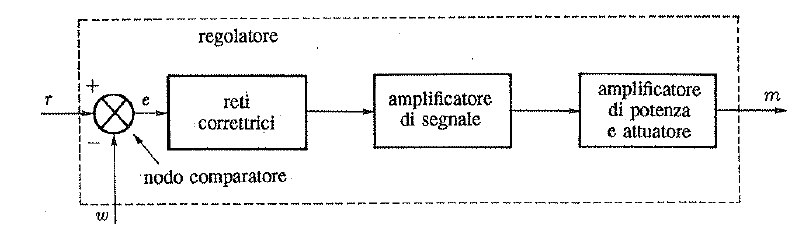 regolatore
+
r
e
reti
correttrici
amplificatore
di segnale
amplificatore
di potenza
e attuatore
m
−
nodo comparatore
w